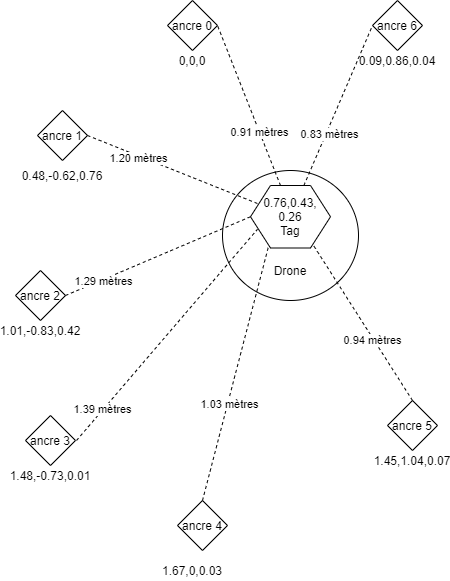 ancre 0
0,0,0
ancre 6
0.09,0.86,0.04
0.91 mètres
0.83 mètres
ancre 1
0.48,-0.62,0.76
1.20 mètres
0.76,0.43,
0.26
Tag
Drone
ancre 2
1.01,-0.83,0.42
1.29 mètres
0.94 mètres
1.39 mètres
1.03 mètres
ancre 3
1.48,-0.73,0.01
ancre 5
1.45,1.04,0.07
ancre 4
1.67,0,0.03